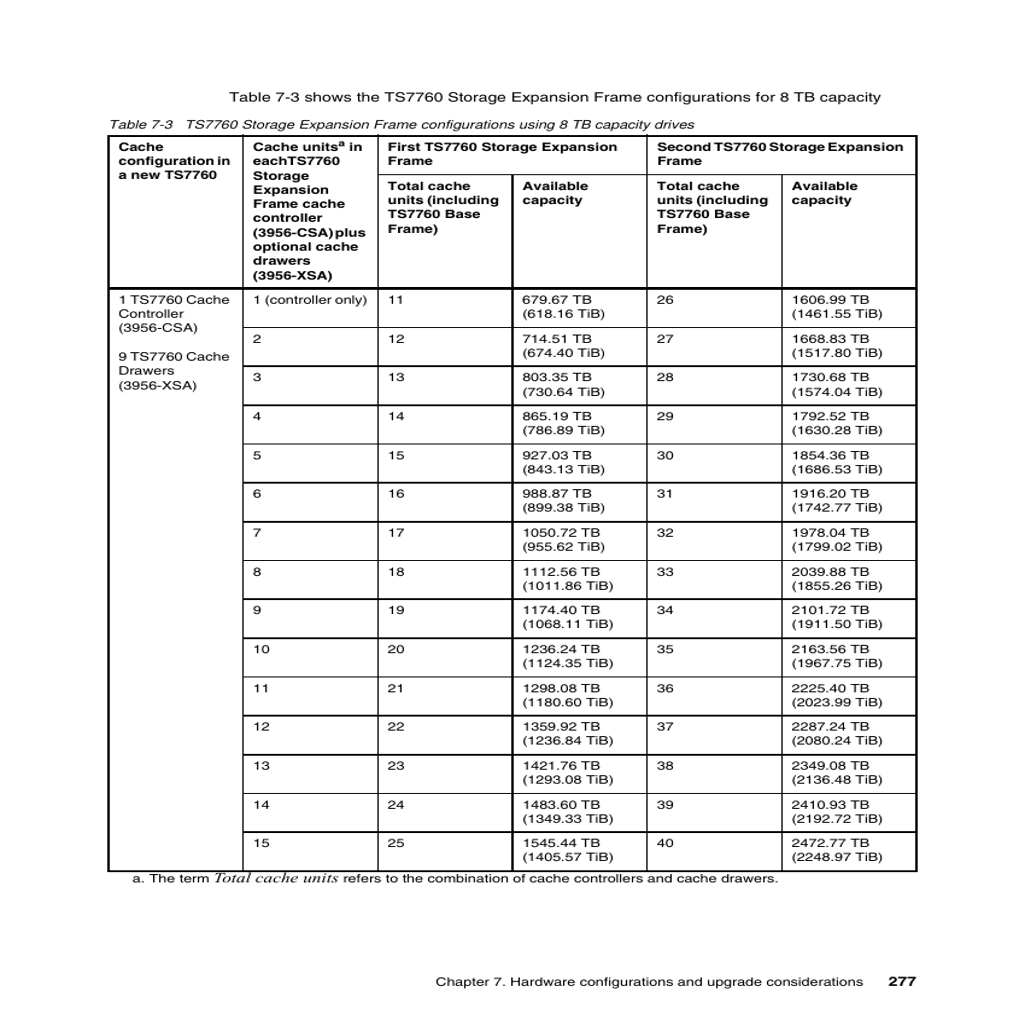 Table 7-3 shows the TS7760 Storage Expansion Frame configurations for 8 TB capacity
Table 7-3 TS7760 Storage Expansion Frame configurations using 8 TB capacity drives
Cache
configuration in
a new TS7760
Cache unitsa in
eachTS7760
Storage
Expansion
Frame cache
controller
(3956-CSA)plus
optional cache
drawers
(3956-XSA)
First TS7760 Storage Expansion
Frame
Second TS7760 Storage Expansion
Frame
Total cache
units (including
TS7760 Base
Frame)
Available
capacity
Total cache
units (including
TS7760 Base
Frame)
Available
capacity
1 TS7760 Cache
Controller
(3956-CSA)
9 TS7760 Cache
Drawers
(3956-XSA)
1 (controller only) 11 679.67 TB 26 1606.99 TB
(618.16 TiB) (1461.55 TiB)
2 12 714.51 TB 27 1668.83 TB
(674.40 TiB) (1517.80 TiB)
3 13 803.35 TB 28 1730.68 TB
(730.64 TiB) (1574.04 TiB)
4 14 865.19 TB 29 1792.52 TB
(786.89 TiB) (1630.28 TiB)
5 15 927.03 TB 30 1854.36 TB
(843.13 TiB) (1686.53 TiB)
6 16 988.87 TB 31 1916.20 TB
(899.38 TiB) (1742.77 TiB)
7 17 1050.72 TB 32 1978.04 TB
(955.62 TiB) (1799.02 TiB)
8 18 1112.56 TB 33 2039.88 TB
(1011.86 TiB) (1855.26 TiB)
9 19 1174.40 TB 34 2101.72 TB
(1068.11 TiB) (1911.50 TiB)
10 20 1236.24 TB 35 2163.56 TB
(1124.35 TiB) (1967.75 TiB)
11 21 1298.08 TB 36 2225.40 TB
(1180.60 TiB) (2023.99 TiB)
12 22 1359.92 TB 37 2287.24 TB
(1236.84 TiB) (2080.24 TiB)
13 23 1421.76 TB 38 2349.08 TB
(1293.08 TiB) (2136.48 TiB)
14 24 1483.60 TB 39 2410.93 TB
(1349.33 TiB) (2192.72 TiB)
15 25 1545.44 TB 40 2472.77 TB
(1405.57 TiB) (2248.97 TiB)
a. The term Total cache units refers to the combination of cache controllers and cache drawers.
Chapter 7. Hardware configurations and upgrade considerations 277